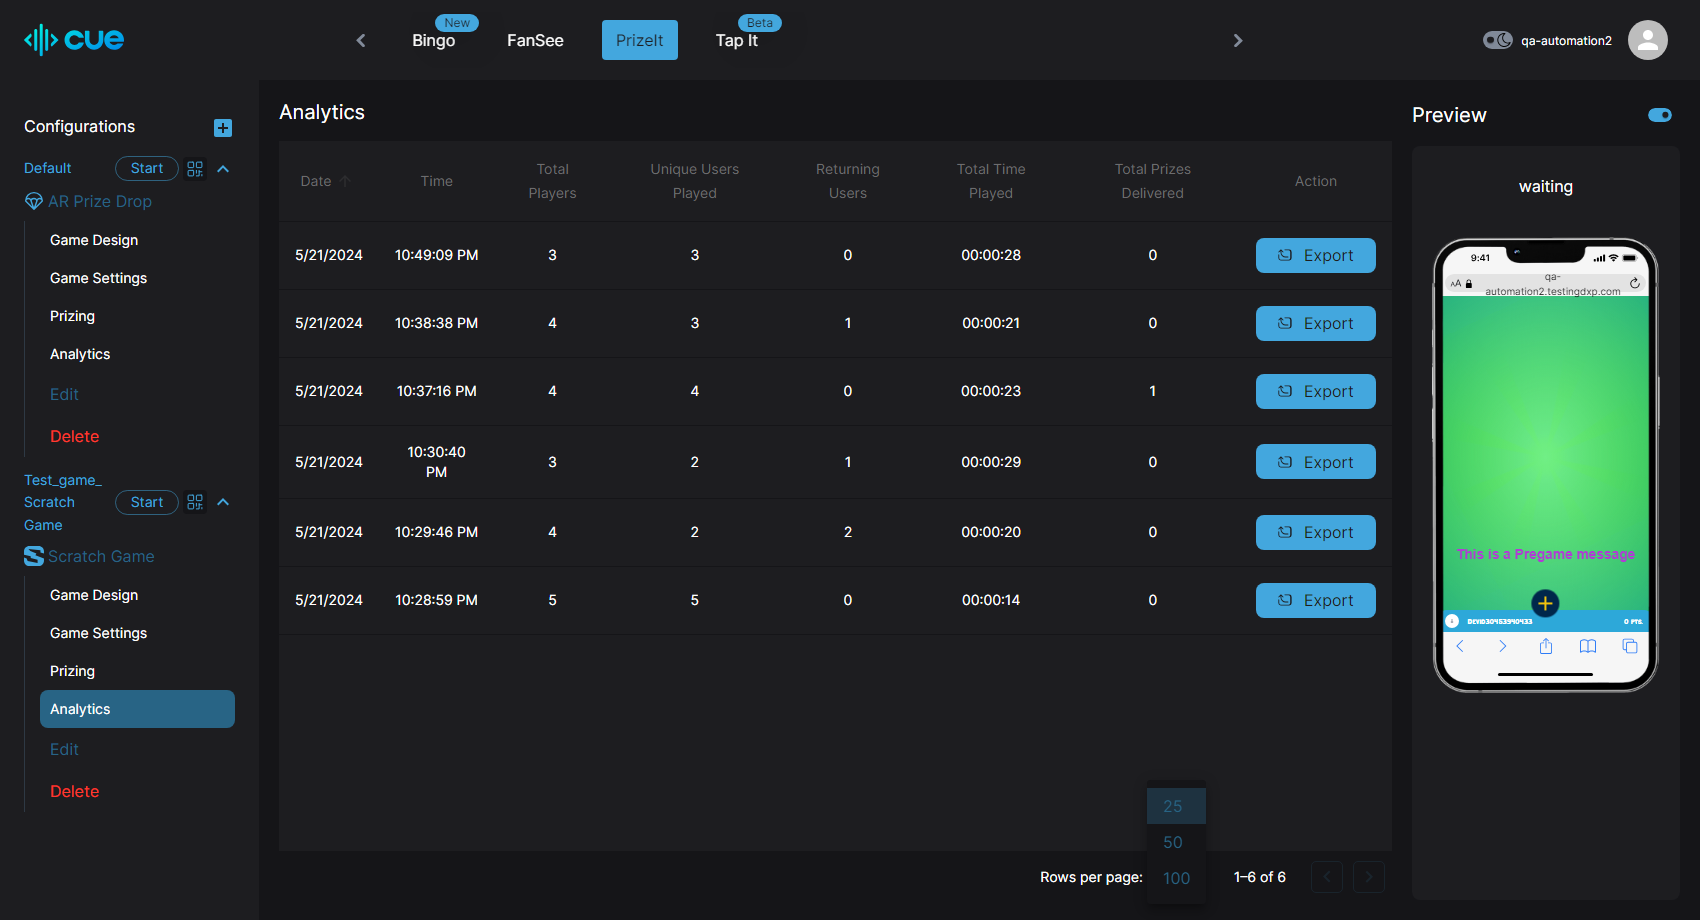 cue
New
Bingo
FanSee
PrizeIt
Beta
Tap It
qa-automation2
Configurations
Default
Start
AR Prize Drop
Game Design
Game Settings
Prizing
Analytics
Edit
Delete
Test_game_
Scratch
Game
Start
Scratch Game
Game Design
Game Settings
Prizing
Analytics
Edit
Delete
Analytics
Date
Time
Total
Players
Unique Users
Played
Returning
Users
Total Time
Played
Total Prizes
Delivered
Action
5/21/2024 10:49:09 PM 3 3 0 00:00:28 0 Export
5/21/2024 10:38:38 PM 4 3 1 00:00:21 0 Export
5/21/2024 10:37:16 PM 4 4 0 00:00:23 1 Export
5/21/2024 10:30:40
PM 3 2 1 00:00:29 0 Export
5/21/2024 10:29:46 PM 4 2 2 00:00:20 0 Export
5/21/2024 10:28:59 PM 5 5 0 00:00:14 0 Export
25
50
100
Rows per page:
1–6 of 6
Preview
waiting
9:41
AA
qa-
automation2.testingdxp.com
This is a Pregame message
0 PTS.